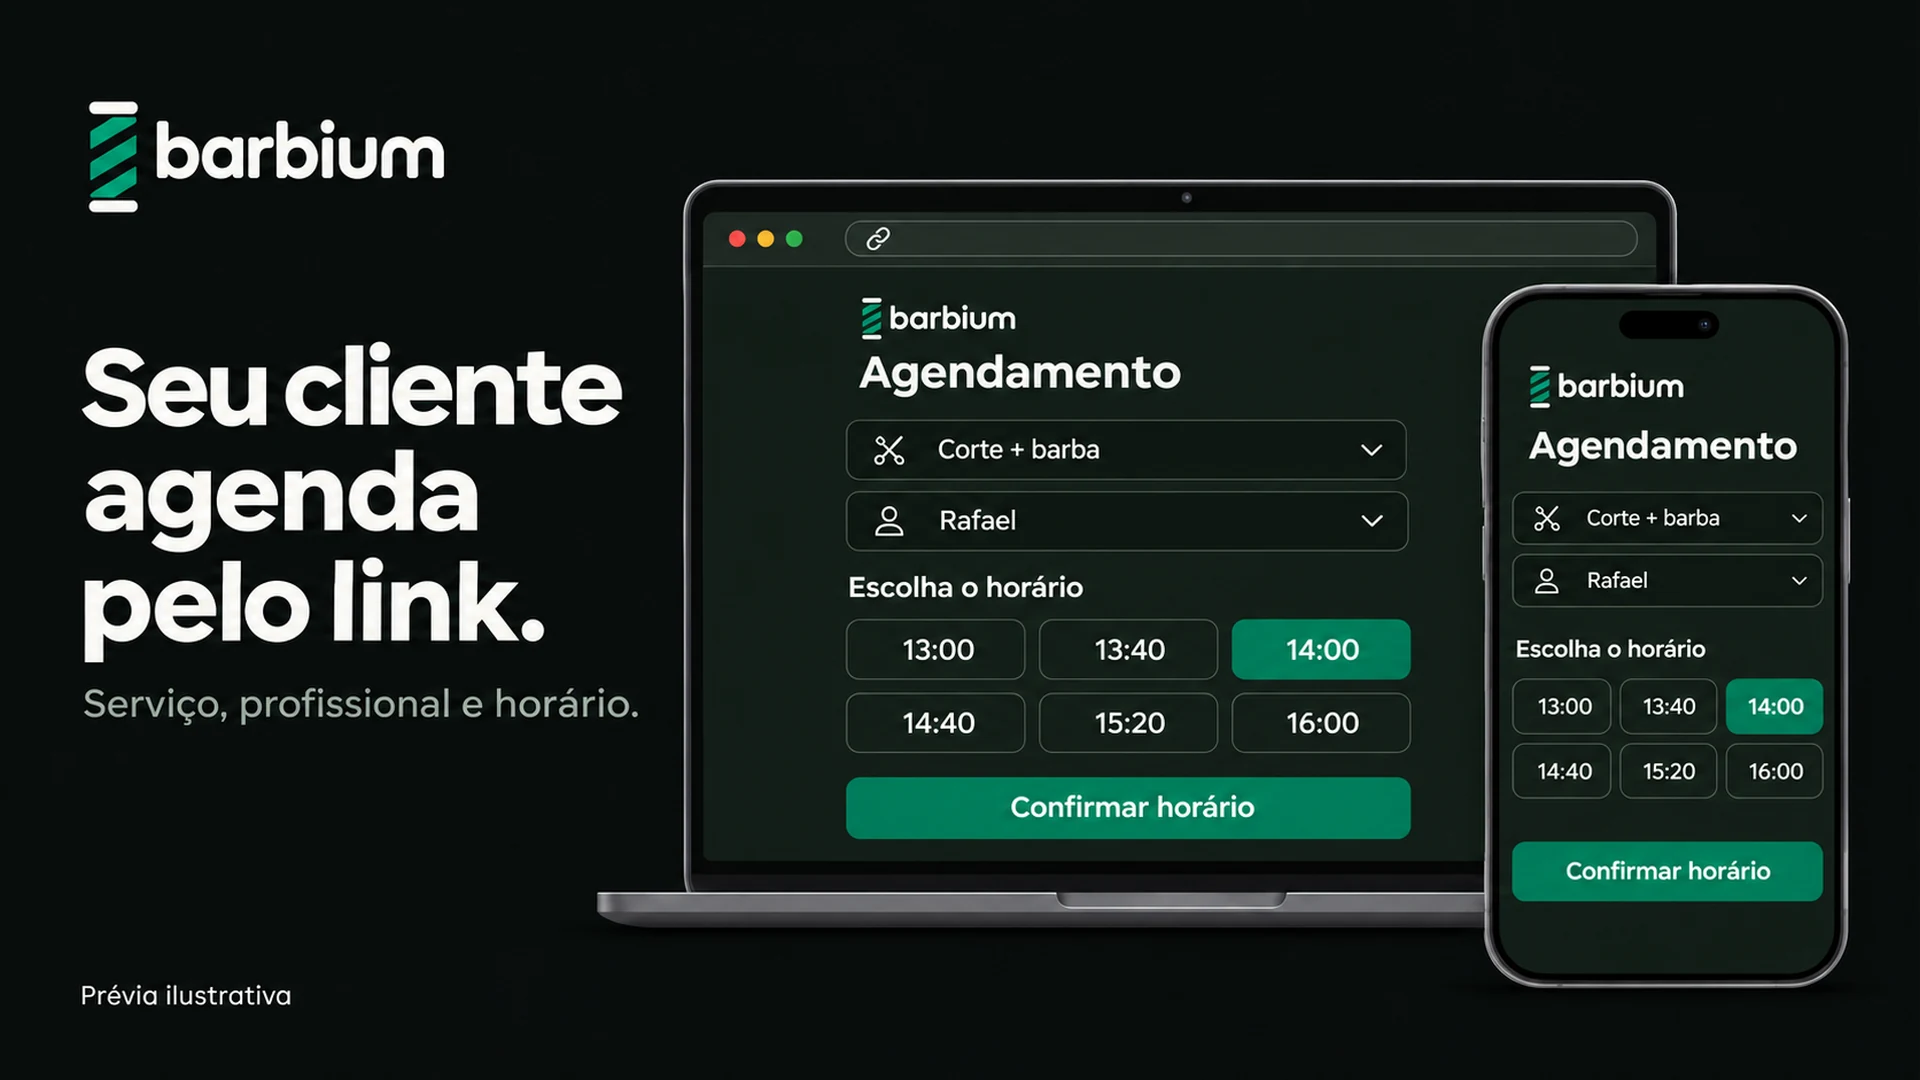 barbium
Seu cliente
agenda
pelo link.
Serviço, profissional e horário.
Prévia ilustrativa
barbium
Agendamento
Corte + barba
Rafael
Escolha o horário
13:00 13:40 14:00
14:40 15:20 16:00
Confirmar horário
barbium
Agendamento
Corte + barba
Rafael
Escolha o horário
13:00 13:40 14:00
14:40 15:20 16:00
Confirmar horário